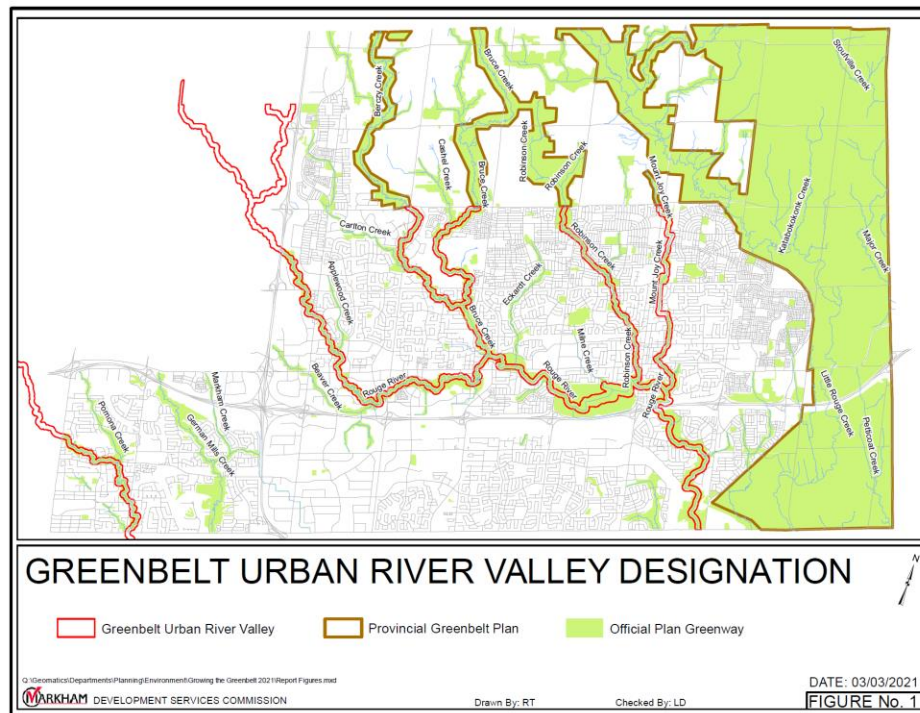 Stouffville Creek
Bruce Creek
Berczy Creek
Cashel Creek
Bruce Creek
Robinson Creek
Robinson Creek
Mount Joy Creek
Katabokokonk Creek
Major Creek
Carlton Creek
Robinson Creek
Applewood Creek
Eckardt Creek
Mount Joy Creek
Bruce Creek
Milne Creek
Robinson Creek
Beaver Creek
Rouge River
Rouge River
Rouge River
Markham Creek
Pomona Creek
German Mills Creek
Little Rouge Creek
Petticoat Creek
GREENBELT URBAN RIVER VALLEY DESIGNATION
N
Greenbelt Urban River Valley
Provincial Greenbelt Plan
Official Plan Greenway
Q:\Geomatics\Departments\Planning\Environment\Growing the Greenbelt 2021\Report Figures.mxd
DATE: 03/03/2021
MARKHAM DEVELOPMENT SERVICES COMMISSION
Drawn By: RT
Checked By: LD
FIGURE No. 1